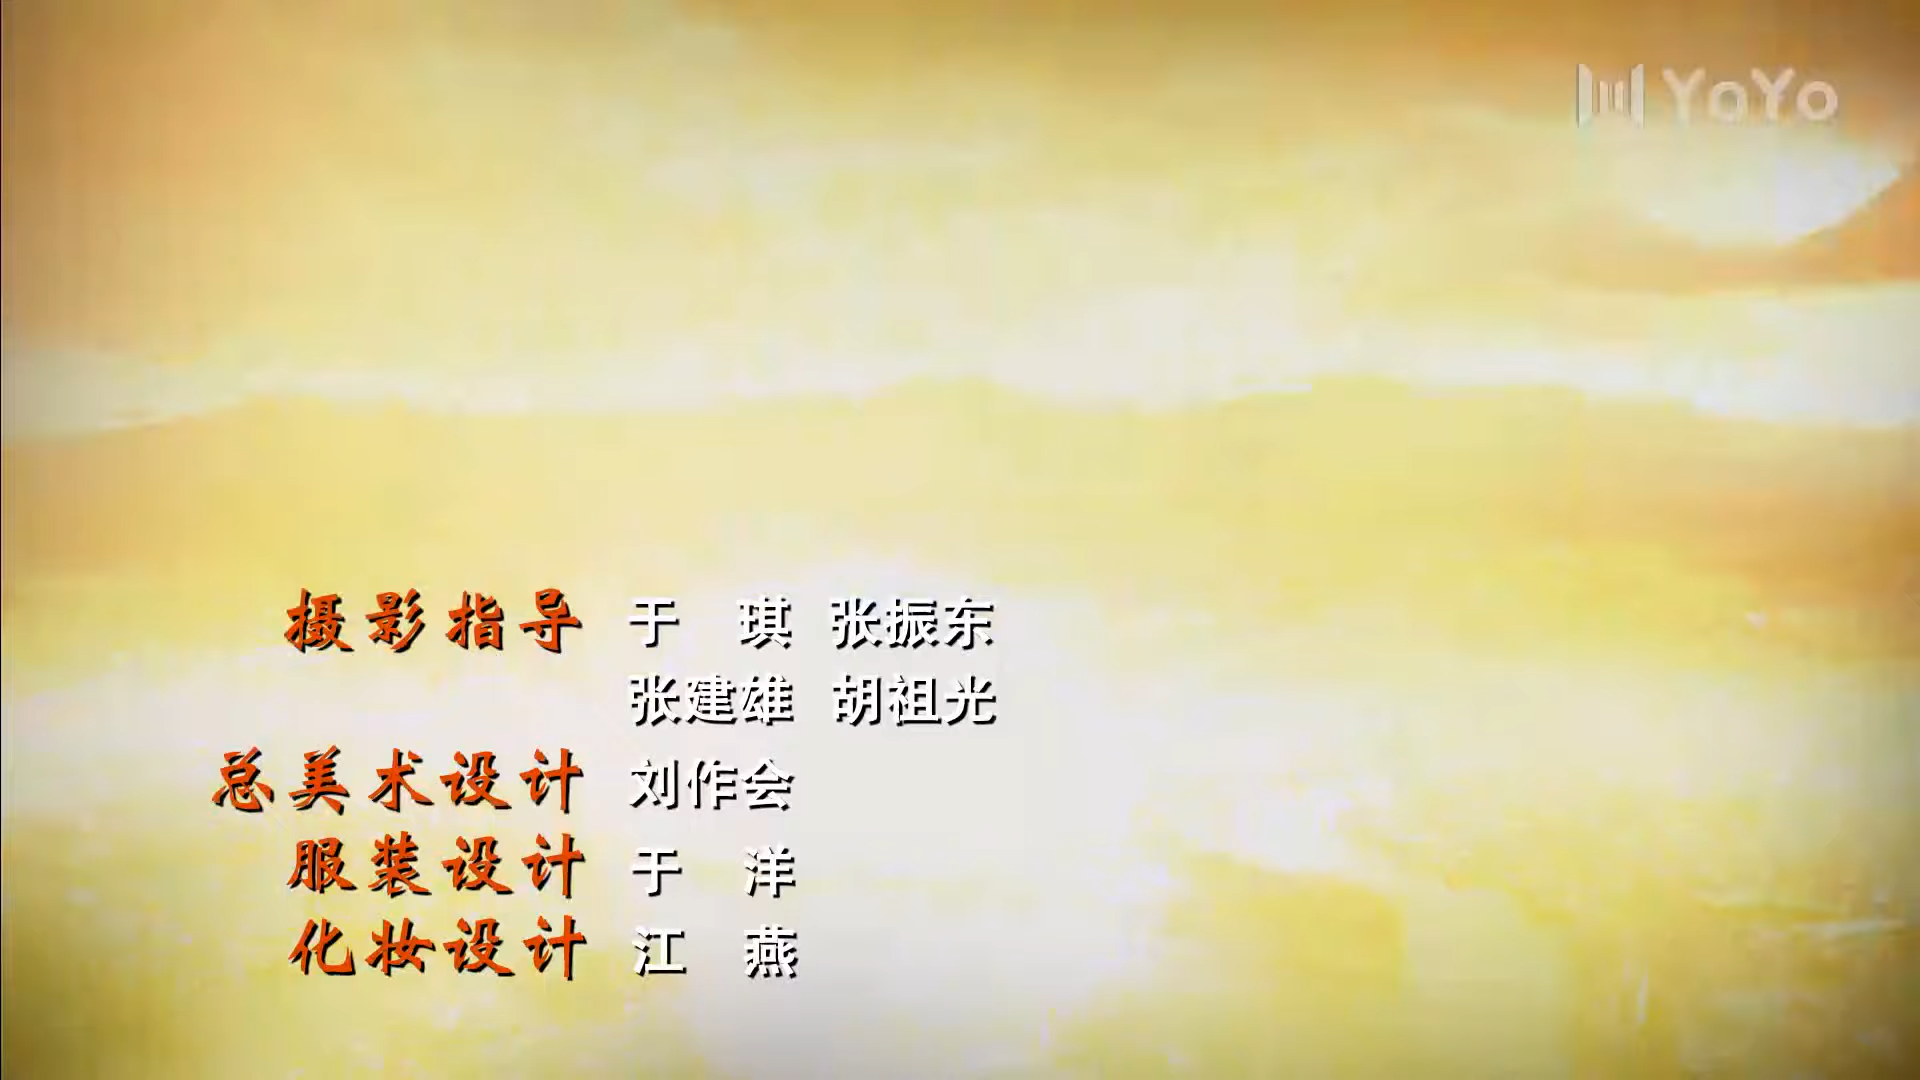 YoYo
摄影指导 于 琪 张振东
张建雄 胡祖光
总美术设计 刘作会
服装设计 于 洋
化妆设计 江 燕